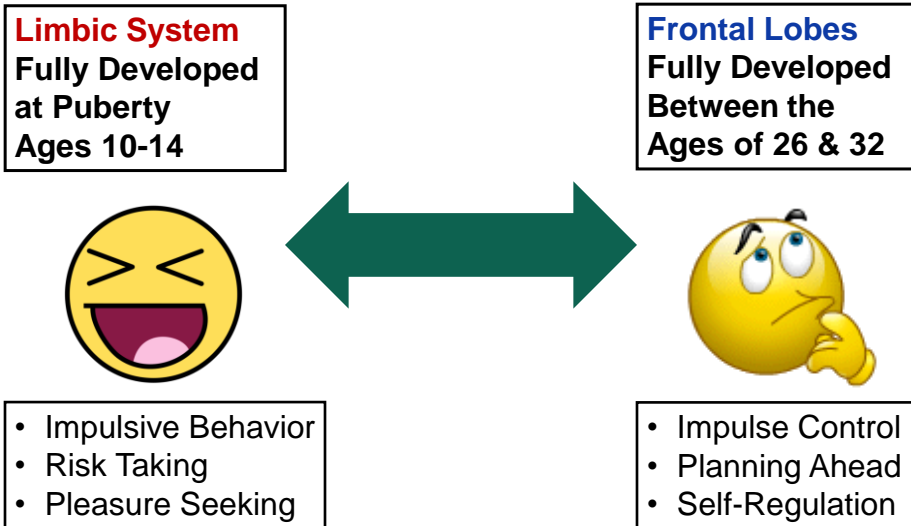 Limbic System
Fully Developed
at Puberty
Ages 10-14
Frontal Lobes
Fully Developed
Between the
Ages of 26 & 32
• Impulsive Behavior
• Risk Taking
• Pleasure Seeking
• Impulse Control
• Planning Ahead
• Self-Regulation